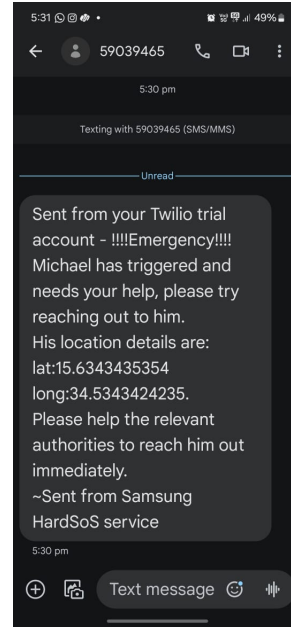 5:31
49%
59039465
5:30 pm
Texting with 59039465 (SMS/MMS)
Unread
Sent from your Twilio trial
account - !!!!Emergency!!!!
Michael has triggered and
needs your help, please try
reaching out to him.
His location details are:
lat:15.6343435354
long:34.5343424235.
Please help the relevant
authorities to reach him out
immediately.
~Sent from Samsung
HardSoS service
5:30 pm
Text message